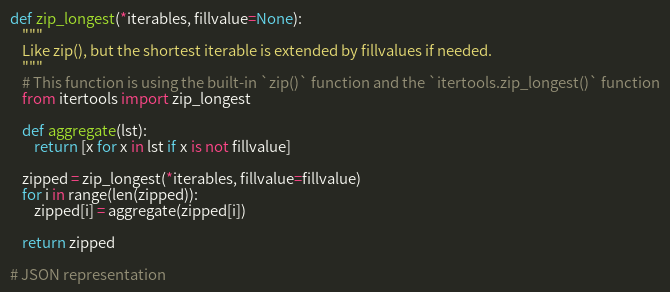 def zip_longest(*iterables, fillvalue=None):
"""
Like zip(), but the shortest iterable is extended by fillvalues if needed.
"""
# This function is using the built-in `zip()` function and the `itertools.zip_longest()` function
from itertools import zip_longest
def aggregate(lst):
return [x for x in lst if x is not fillvalue]
zipped = zip_longest(*iterables, fillvalue=fillvalue)
for i in range(len(zipped)):
zipped[i] = aggregate(zipped[i])
return zipped
# JSON representation